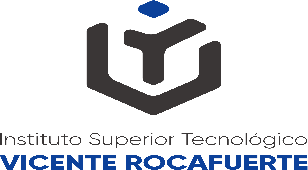 Instituto Superior Tecnológico
VICENTE ROCAFUERTE